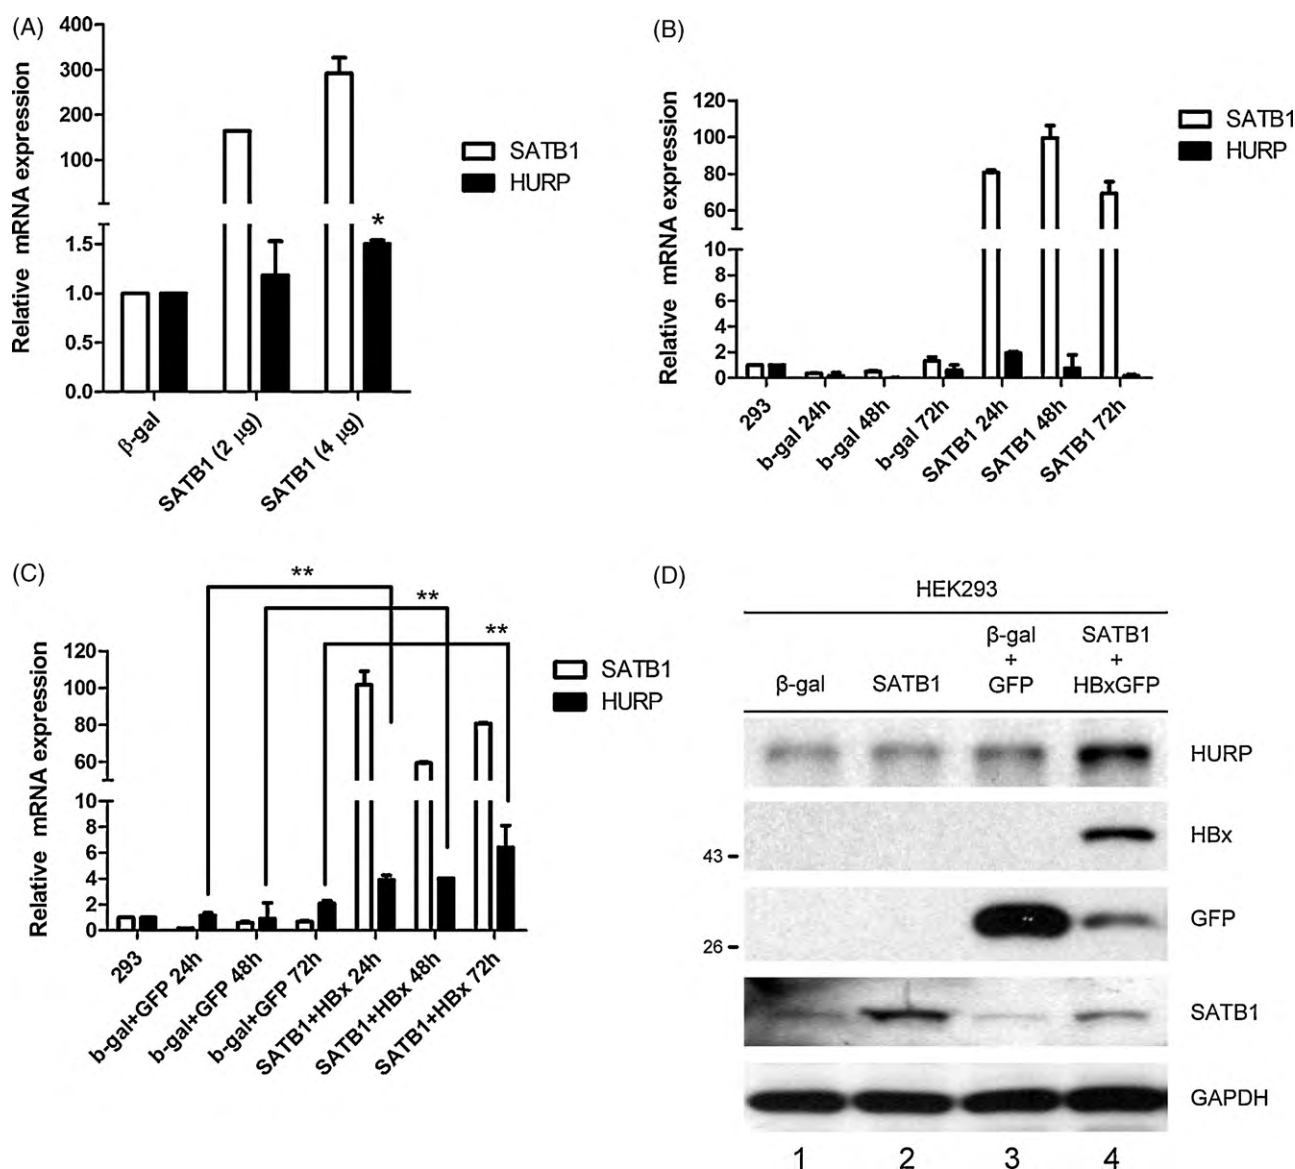 (A)
Relative mRNA expression
400
300
200
100
1.5
1.0
0.5
0.0
*
β-gal
SATB1 (2 μg)
SATB1 (4 μg)
SATB1
HURP
(B)
Relative mRNA expression
120
100
80
60
10
8
6
4
2
0
293
b-gal 24h
b-gal 48h
b-gal 72h
SATB1 24h
SATB1 48h
SATB1 72h
SATB1
HURP
(C)
Relative mRNA expression
120
100
80
60
10
8
6
4
2
0
**
**
**
293
b-gal+GFP 24h
b-gal+GFP 48h
b-gal+GFP 72h
SATB1+HBx 24h
SATB1+HBx 48h
SATB1+HBx 72h
SATB1
HURP
(D)
HEK293
β-gal
SATB1
β-gal
+
GFP
SATB1
+
HBxGFP
HURP
HBx
43
GFP
26
SATB1
GAPDH
1 2 3 4